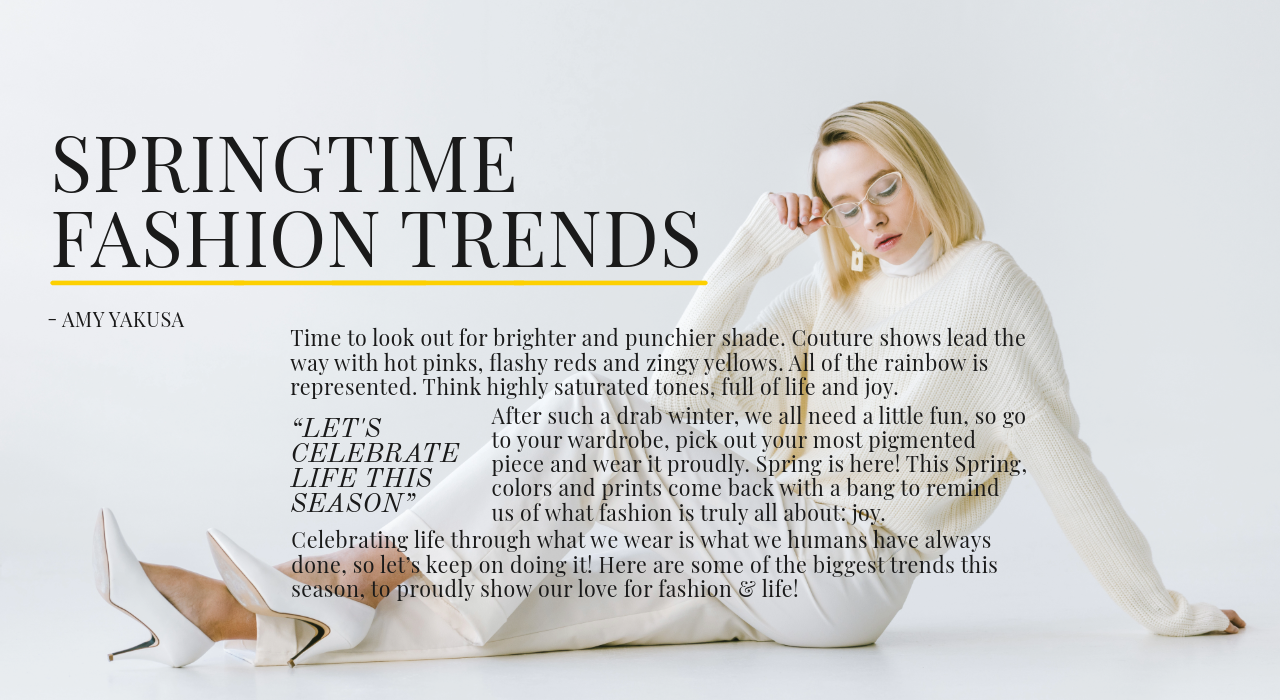 SPRINGTIME
FASHION TRENDS
- AMY YAKUSA
Time to look out for brighter and punchier shade. Couture shows lead the
way with hot pinks, flashy reds and zingy yellows. All of the rainbow is
represented. Think highly saturated tones, full of life and joy.
“LET'S
CELEBRATE
LIFE THIS
SEASON”
After such a drab winter, we all need a little fun, so go
to your wardrobe, pick out your most pigmented
piece and wear it proudly. Spring is here! This Spring,
colors and prints come back with a bang to remind
us of what fashion is truly all about: joy.
Celebrating life through what we wear is what we humans have always
done, so let’s keep on doing it! Here are some of the biggest trends this
season, to proudly show our love for fashion & life!